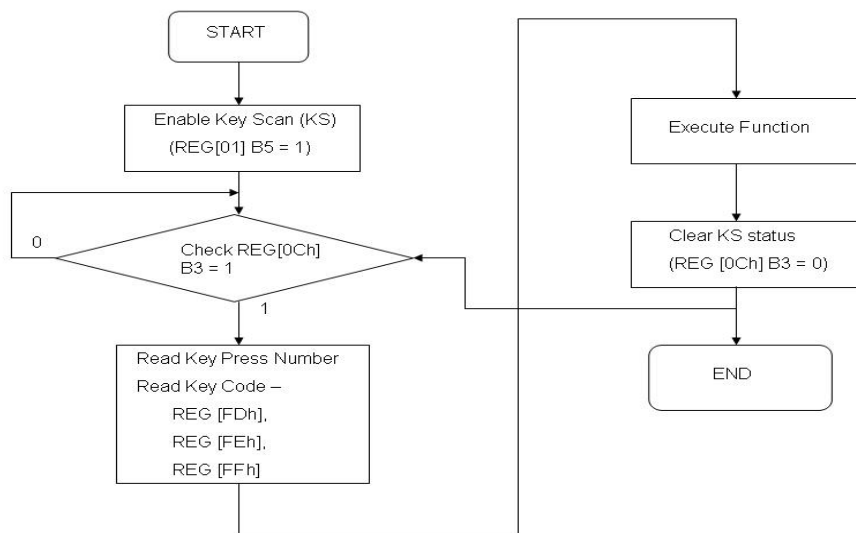 START
Enable Key Scan (KS)
(REG[01] B5 = 1)
0
Check REG[0Ch]
B3 = 1
1
Read Key Press Number
Read Key Code –
REG [FDh],
REG [FEh],
REG [FFh]
Execute Function
Clear KS status
(REG [0Ch] B3 = 0)
END